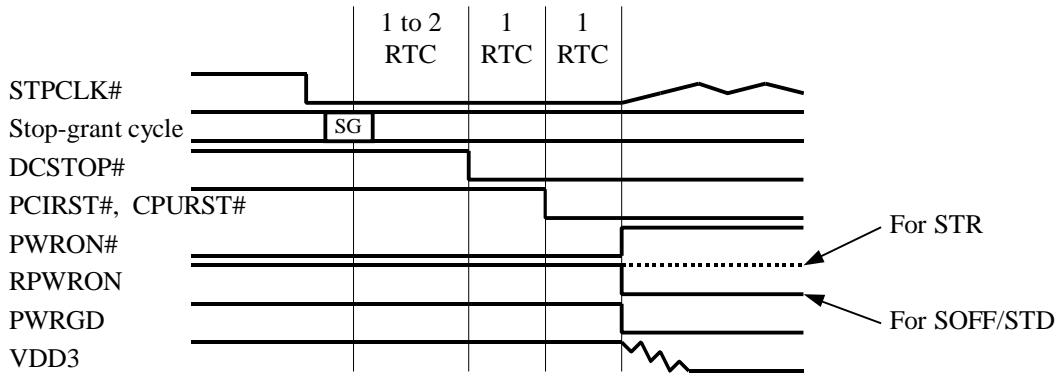 1 to 2 1 1
RTC RTC RTC
STPCLK#
Stop-grant cycle SG
DCSTOP#
PCIRST#, CPURST#
PWRON# For STR
RPWRON
PWRGD For SOFF/STD
VDD3